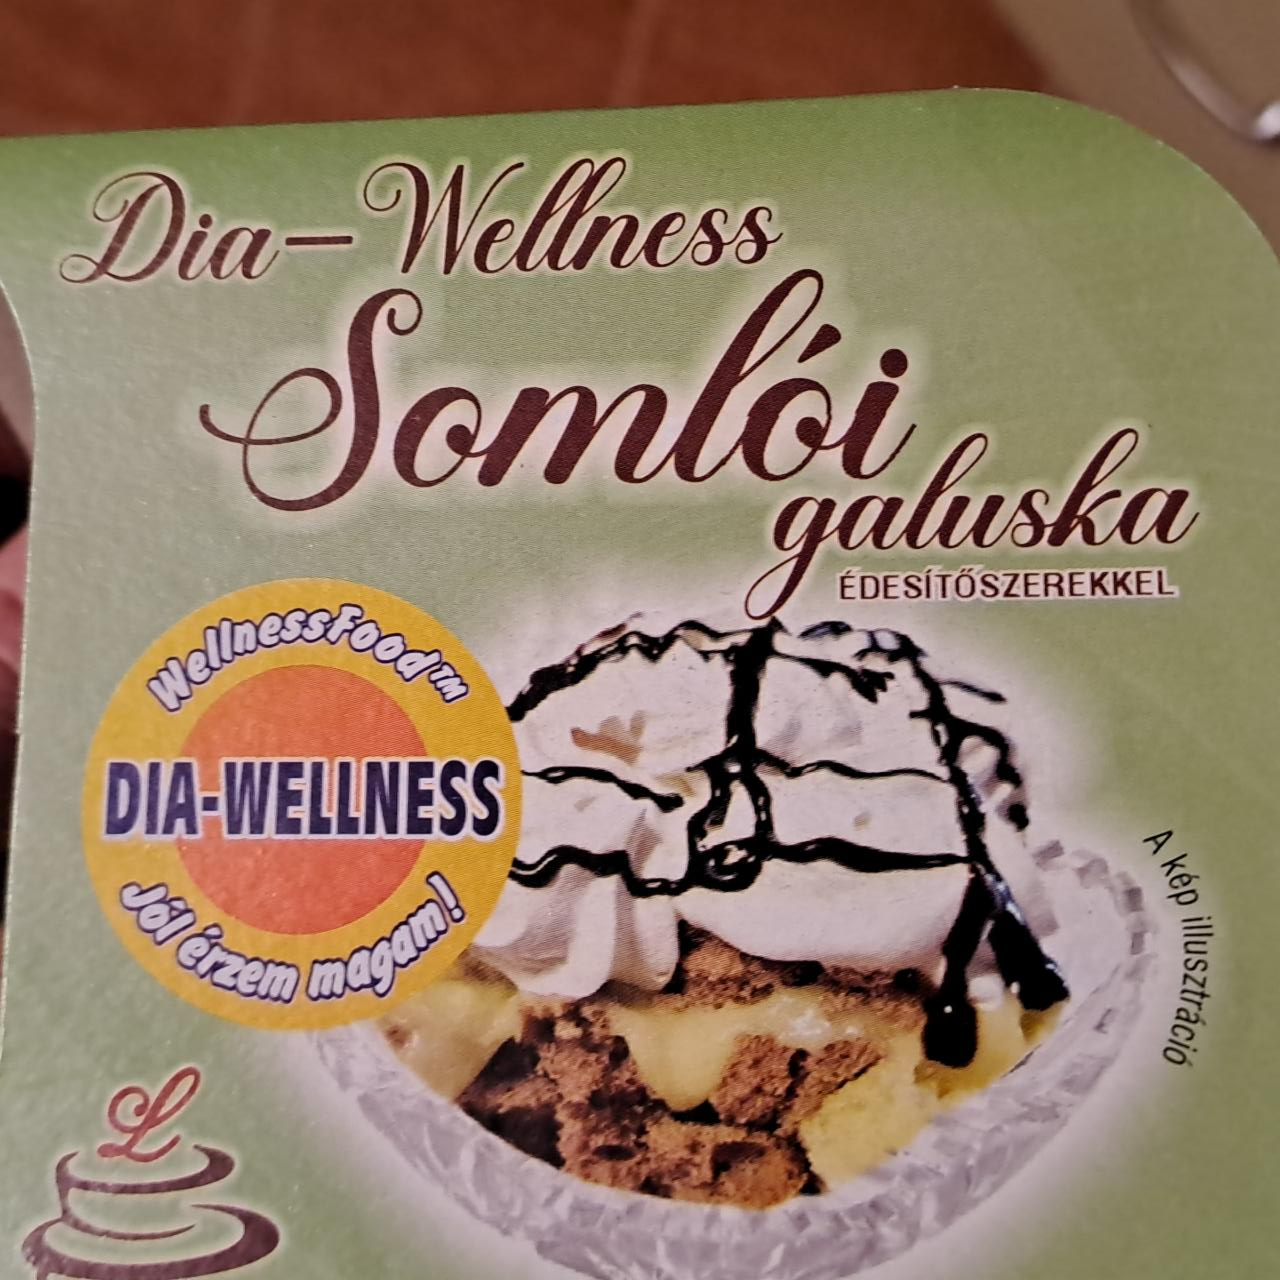 Dia-Wellness
Somlói
galuska
ÉDESÍTŐSZEREKKEL
WellnessFood™
DIA-WELLNESS
Jól érzem magam!
A kép illusztráció
L